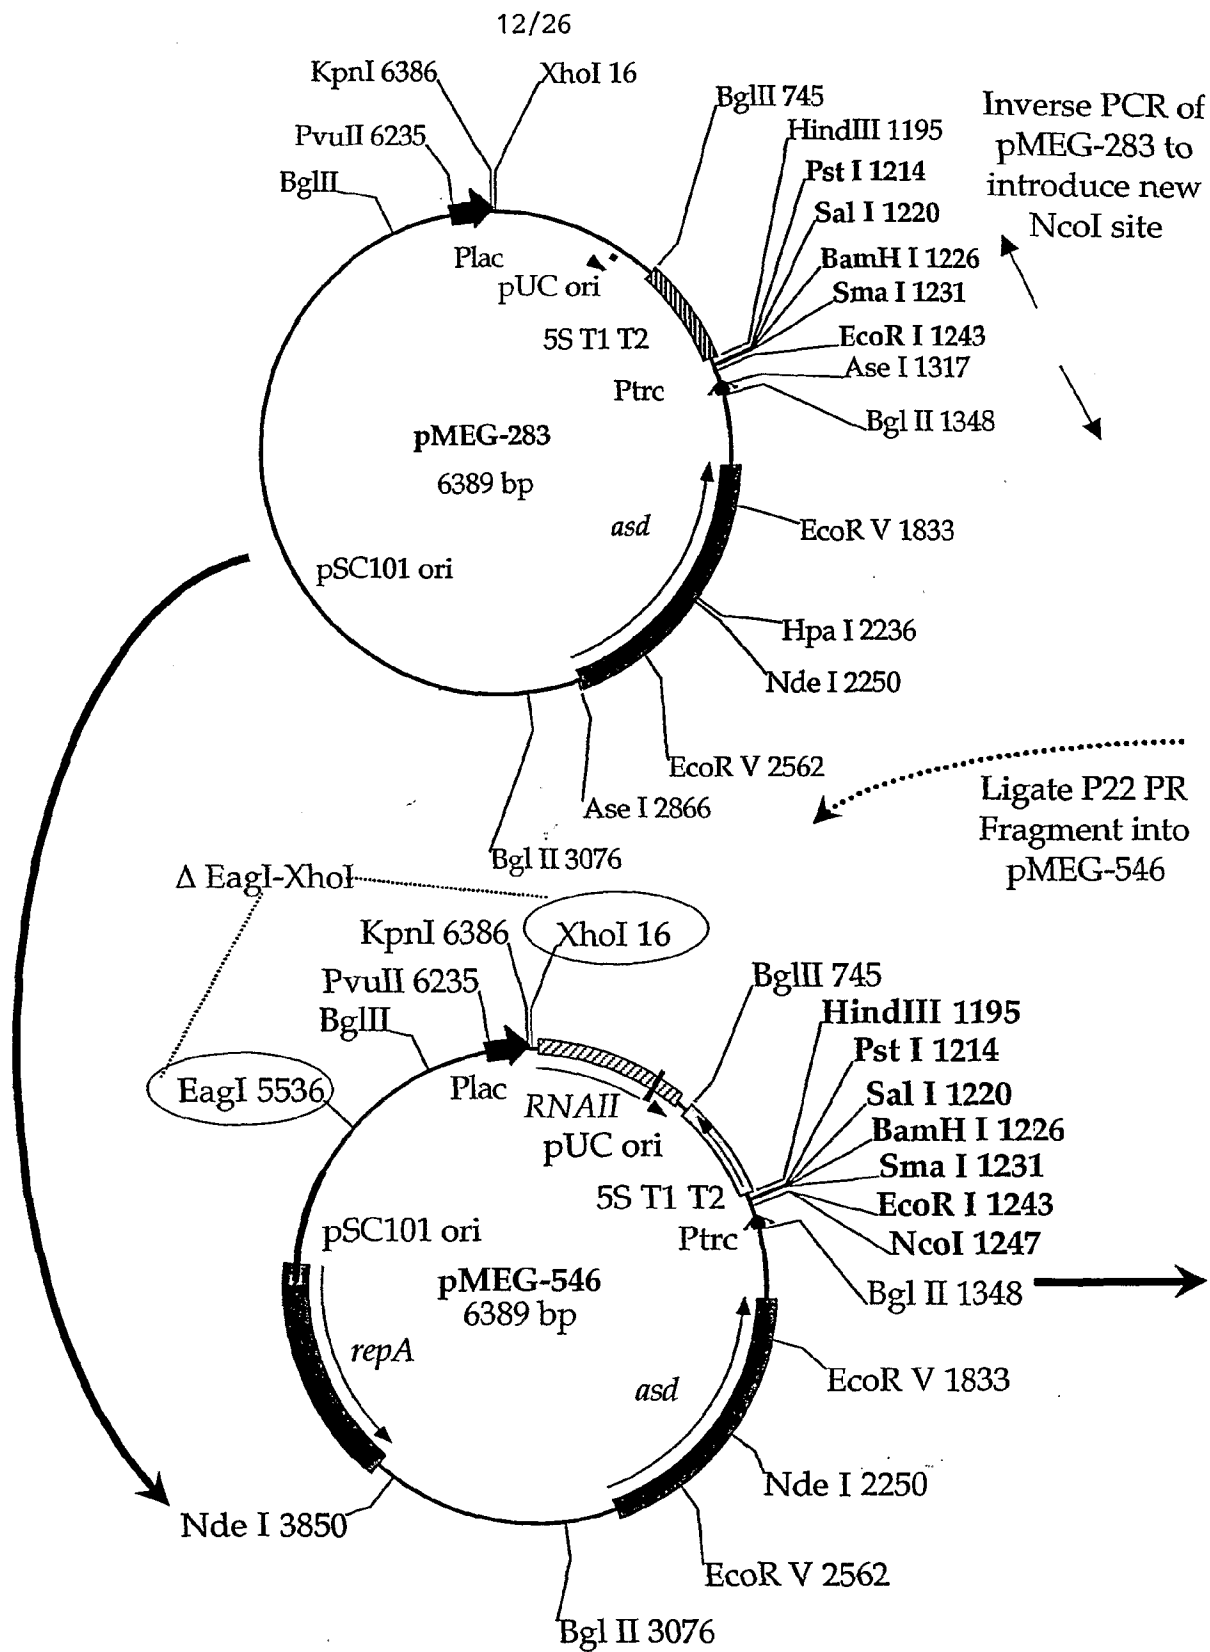 12/26
KpnI 6386
XhoI 16
PvuII 6235
BglII
BglII 745
HindIII 1195
Pst I 1214
Sal I 1220
BamH I 1226
Sma I 1231
EcoR I 1243
Ase I 1317
Bgl II 1348
Inverse PCR of
pMEG-283 to
introduce new
NcoI site
Plac
pUC ori
5S T1 T2
Ptrc
pMEG-283
6389 bp
asd
pSC101 ori
EcoR V 1833
Hpa I 2236
Nde I 2250
EcoR V 2562
Ase I 2866
Bgl II 3076
Ligate P22 PR
Fragment into
pMEG-546
Δ EagI-XhoI
KpnI 6386
XhoI 16
PvuII 6235
BglII
EagI 5536
BglII 745
HindIII 1195
Pst I 1214
Sal I 1220
BamH I 1226
Sma I 1231
EcoR I 1243
NcoI 1247
Bgl II 1348
Plac
RNAII
pUC ori
5S T1 T2
Ptrc
pSC101 ori
pMEG-546
6389 bp
repA
asd
EcoR V 1833
Nde I 2250
Nde I 3850
EcoR V 2562
Bgl II 3076